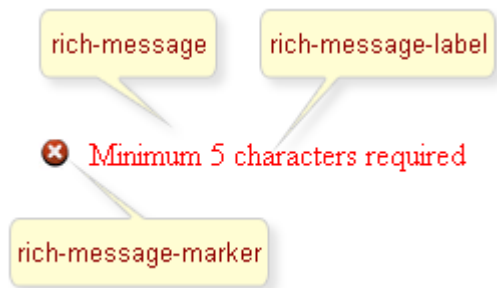 rich-message
rich-message-label
Minimum 5 characters required
rich-message-marker